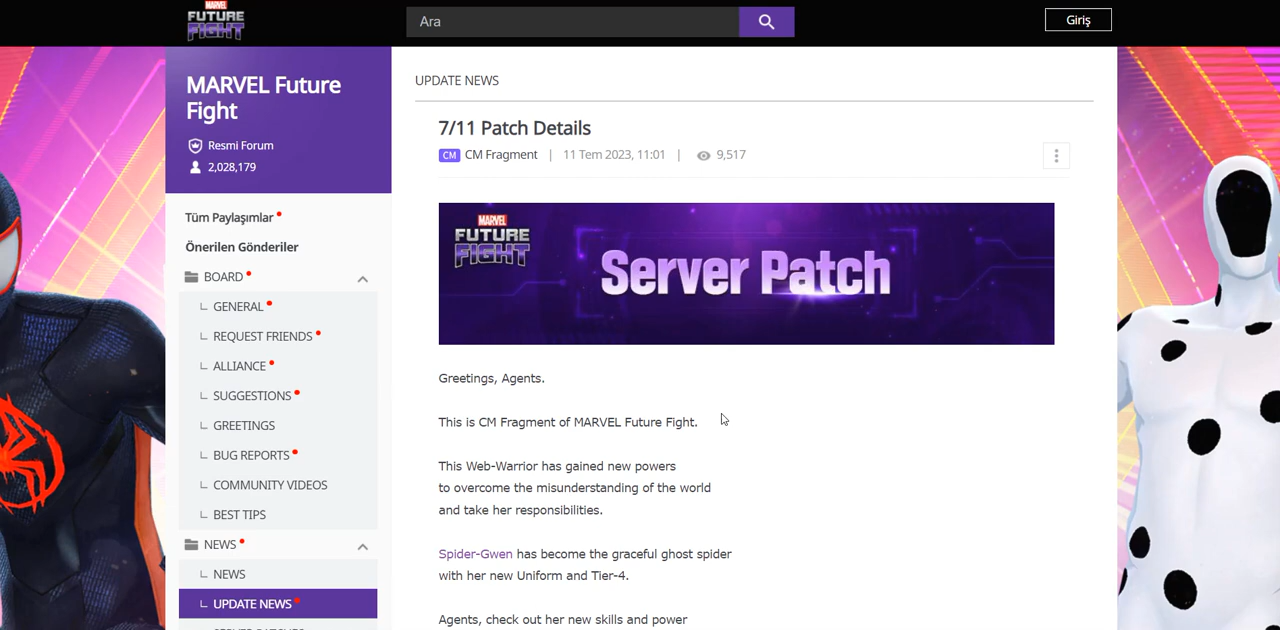 MARVEL
FUTURE
FIGHT
Ara
Giriş
MARVEL Future
Fight
Resmi Forum
2,028,179
Tüm Paylaşımlar
Önerilen Gönderiler
BOARD
GENERAL
REQUEST FRIENDS
ALLIANCE
SUGGESTIONS
GREETINGS
BUG REPORTS
COMMUNITY VIDEOS
BEST TIPS
NEWS
NEWS
UPDATE NEWS
UPDATE NEWS
7/11 Patch Details
CM CM Fragment | 11 Tem 2023, 11:01 | 9,517
MARVEL
FUTURE
FIGHT
Server Patch
Greetings, Agents.
This is CM Fragment of MARVEL Future Fight.
This Web-Warrior has gained new powers
to overcome the misunderstanding of the world
and take her responsibilities.
Spider-Gwen has become the graceful ghost spider
with her new Uniform and Tier-4.
Agents, check out her new skills and power